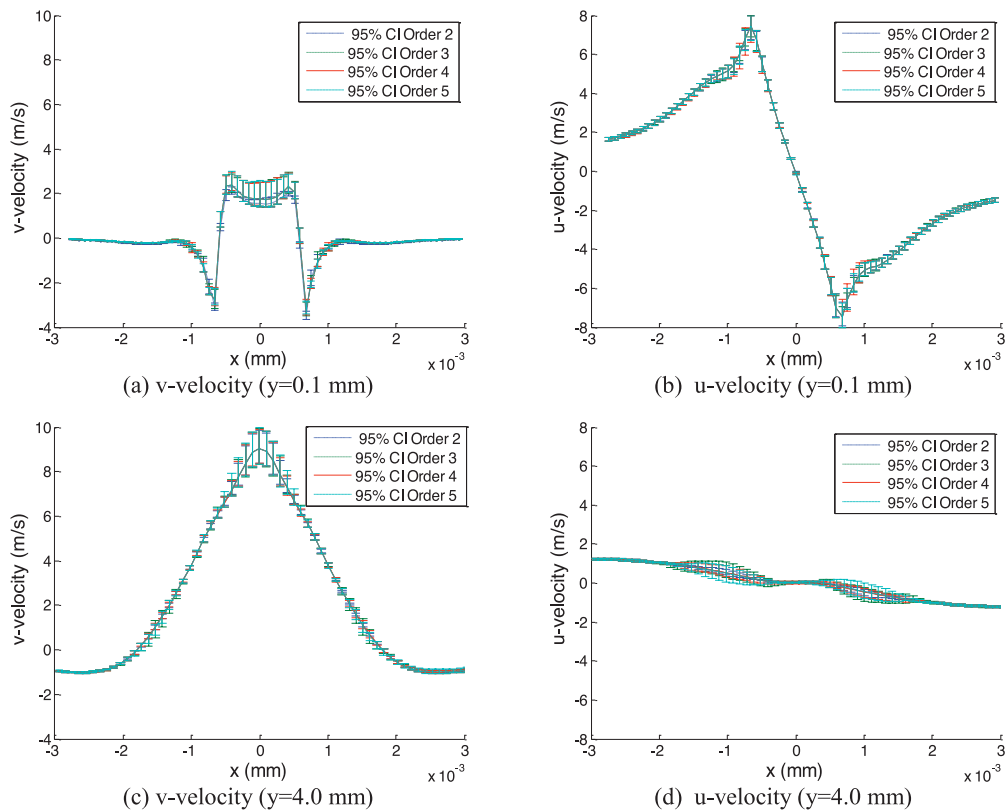 10
8
6
4
2
0
-2
-4
-3 -2 -1 0 1 2 3
x 10⁻³
x (mm)
v-velocity (m/s)
95% CI Order 2
95% CI Order 3
95% CI Order 4
95% CI Order 5
(a) v-velocity (y=0.1 mm)
8
6
4
2
0
-2
-4
-6
-8
-3 -2 -1 0 1 2 3
x 10⁻³
x (mm)
u-velocity (m/s)
95% CI Order 2
95% CI Order 3
95% CI Order 4
95% CI Order 5
(b) u-velocity (y=0.1 mm)
10
8
6
4
2
0
-2
-4
-3 -2 -1 0 1 2 3
x 10⁻³
x (mm)
v-velocity (m/s)
95% CI Order 2
95% CI Order 3
95% CI Order 4
95% CI Order 5
(c) v-velocity (y=4.0 mm)
8
6
4
2
0
-2
-4
-6
-8
-3 -2 -1 0 1 2 3
x 10⁻³
x (mm)
u-velocity (m/s)
95% CI Order 2
95% CI Order 3
95% CI Order 4
95% CI Order 5
(d) u-velocity (y=4.0 mm)